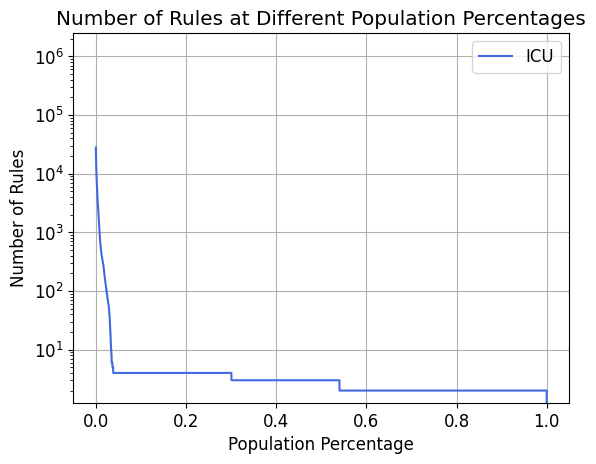 Number of Rules at Different Population Percentages
ICU
Number of Rules
10^6
10^5
10^4
10^3
10^2
10^1
0.0 0.2 0.4 0.6 0.8 1.0
Population Percentage